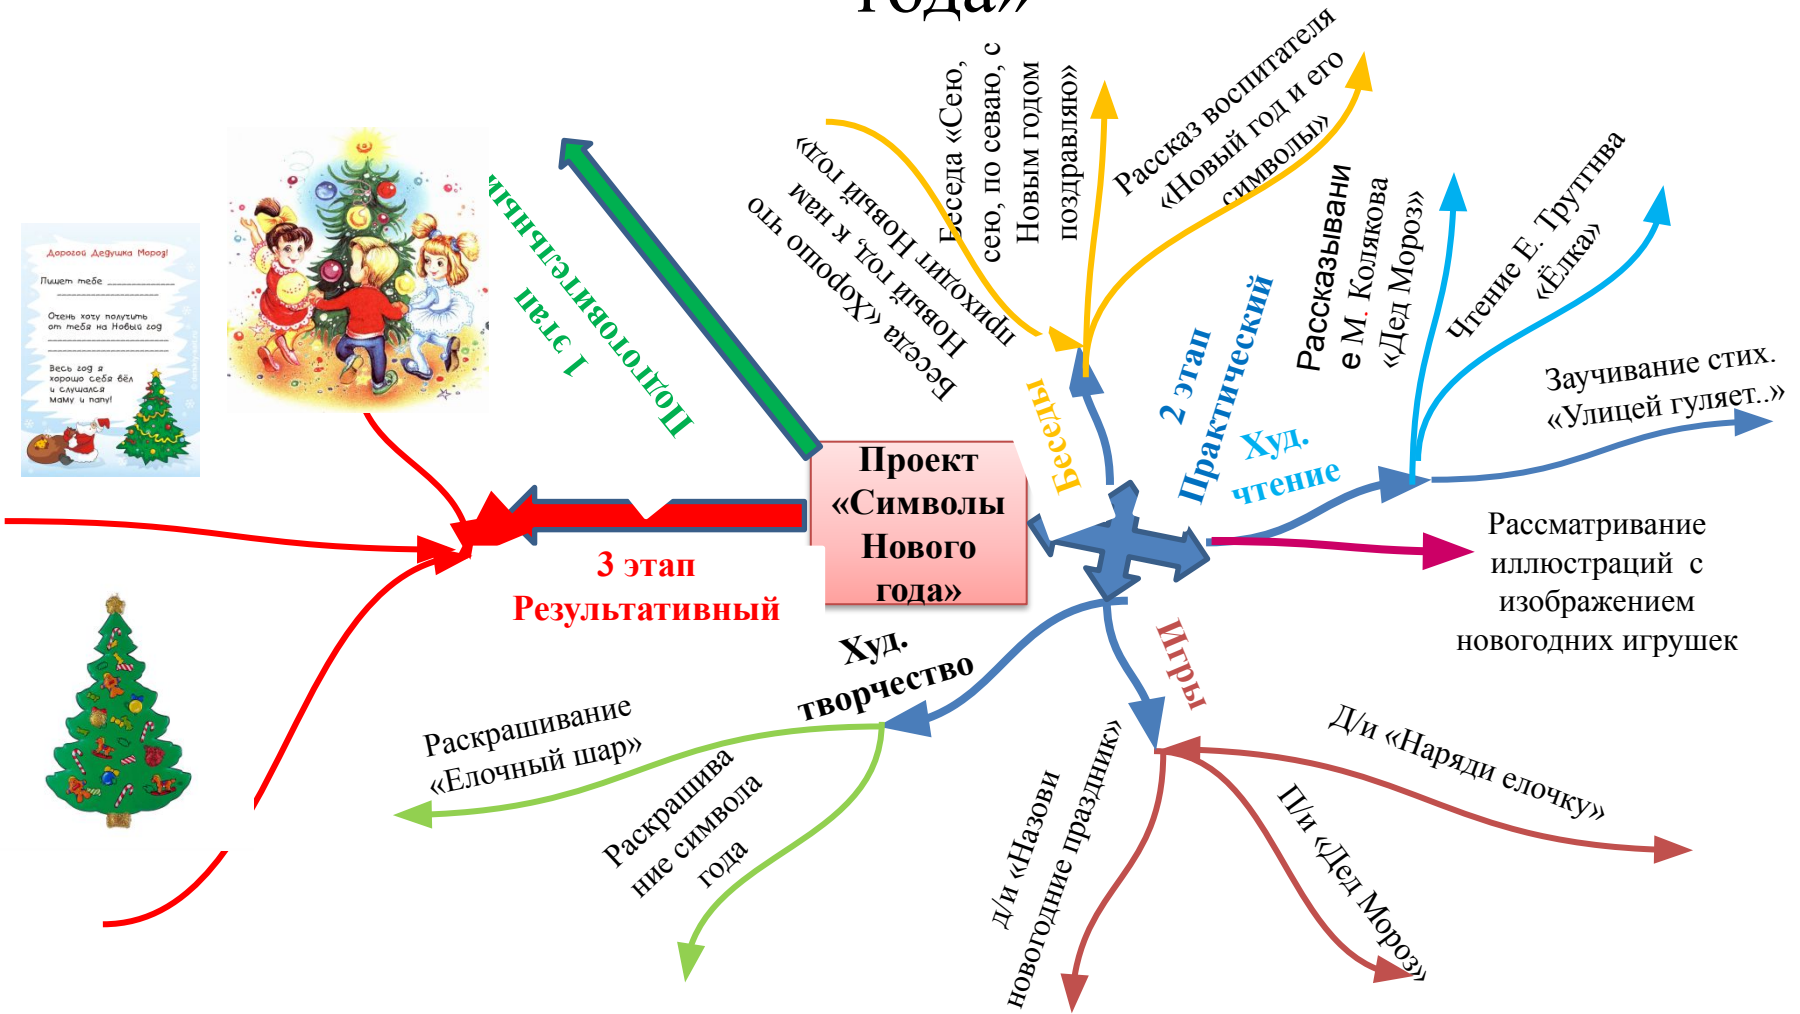 года»
Дорогой Дедушка Мороз!
Пишет тебе
Очень хочу получить
от тебя на Новый год
Весь год я
хорошо себя вёл
и слушался
маму и папу!
1 этап
Подготовительный
Беседа «Хорошо что
Новый год, к нам
приходит Новый год»
Беседа «Сею,
сею, по севаю, с
Новым годом
поздравляю»
Рассказ воспитателя
«Новый год и его
символы»
Беседы
2 этап
Практический
Рассказывани
е М. Колякова
«Дед Мороз»
Чтение Е. Трутгнва
«Ёлка»
Худ.
чтение
Заучивание стих.
«Улицей гуляет..»
Рассматривание
иллюстраций с
изображением
новогодних игрушек
Проект
«Символы
Нового
года»
3 этап
Результативный
Худ.
творчество
Раскрашивание
«Елочный шар»
Раскрашива
ние символа
года
Игры
д/и «Назови
новогодние праздник»
П/и «Дед Мороз»
Д/и «Наряди елочку»